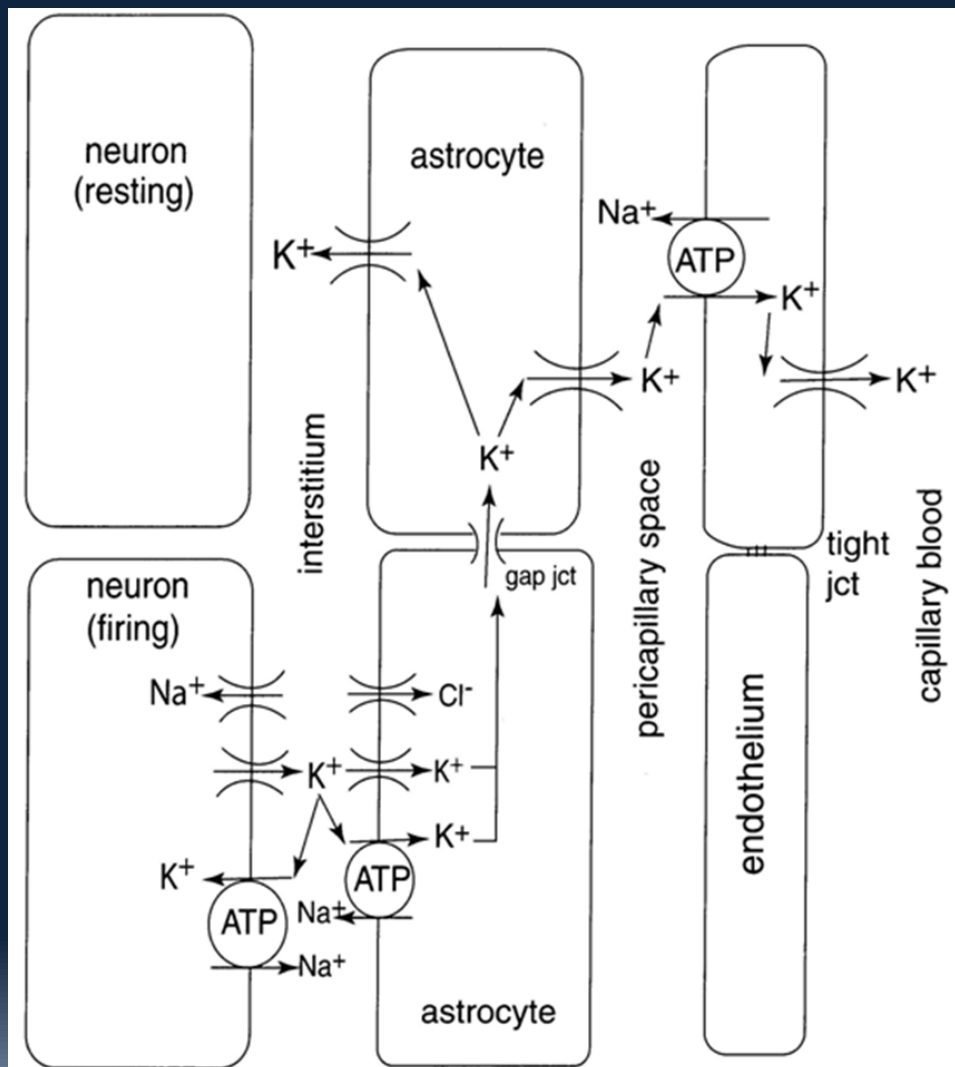 neuron
(resting)
astrocyte
Na⁺
ATP
K⁺
K⁺
K⁺
K⁺
K⁺
interstitium
pericapillary space
capillary blood
tight
jct
gap jct
neuron
(firing)
Na⁺
Cl⁻
K⁺
K⁺
K⁺
K⁺
ATP
ATP
Na⁺
Na⁺
endothelium
astrocyte